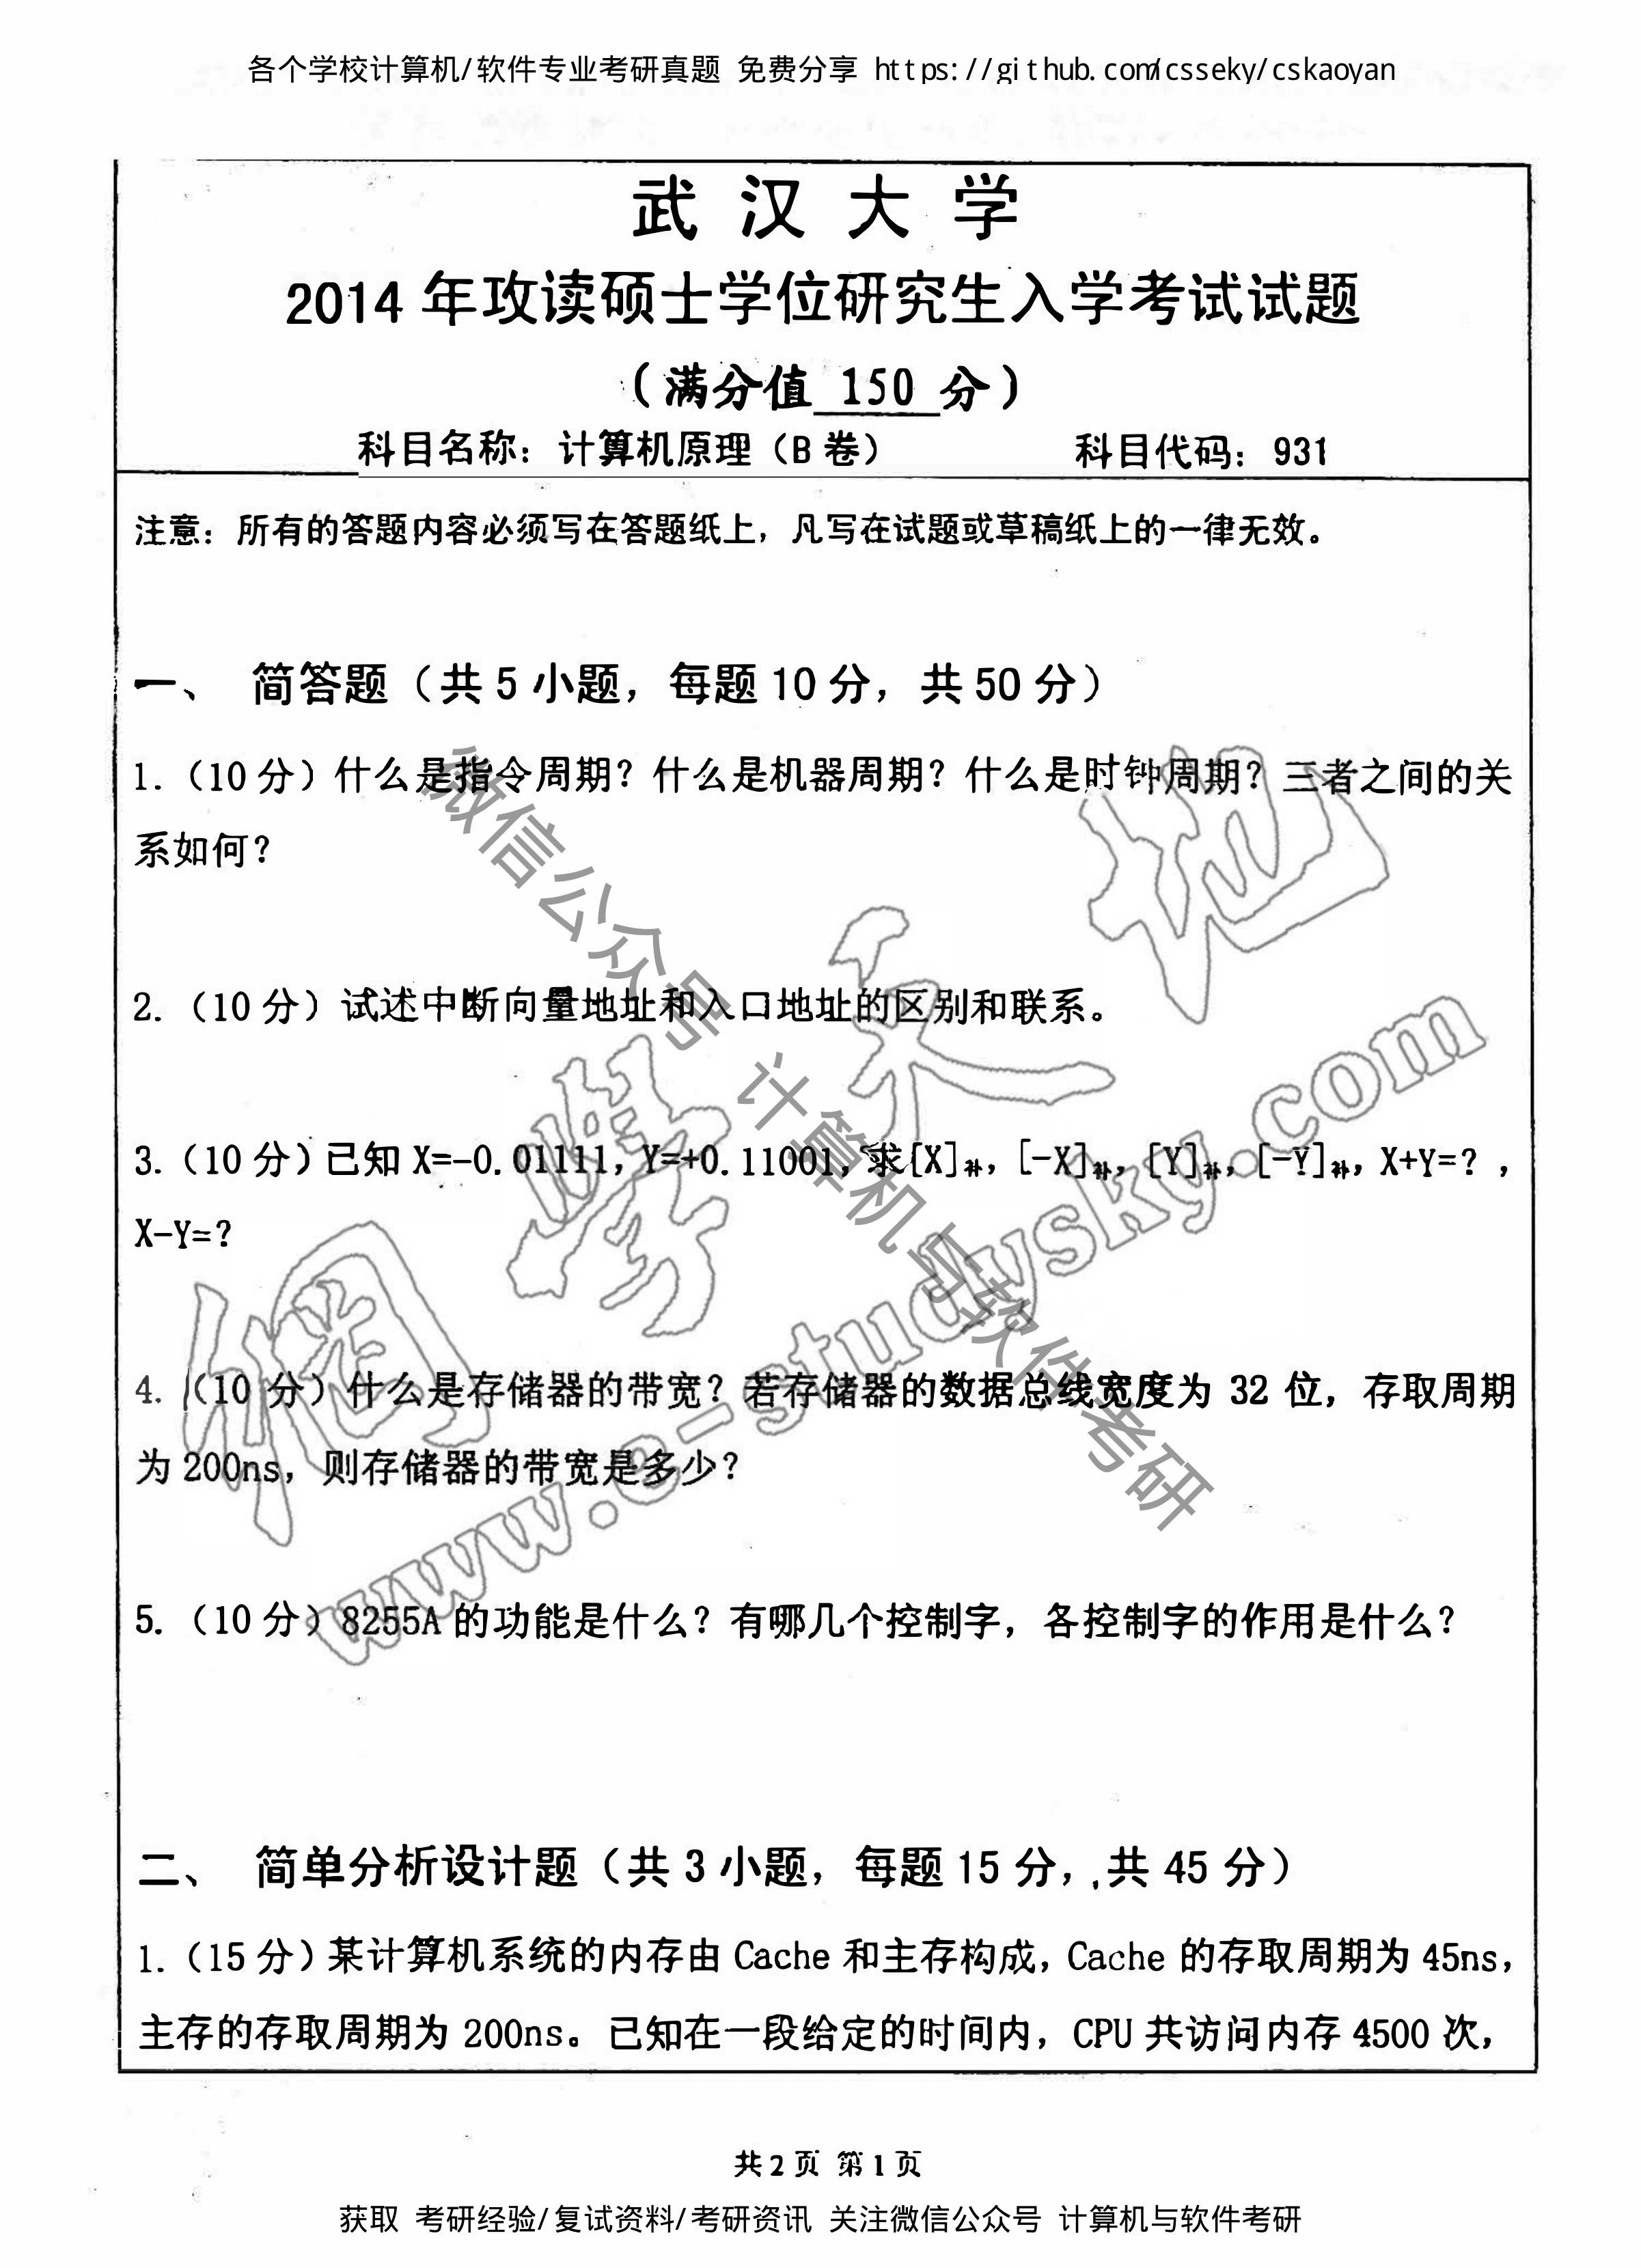 各个学校计算机/软件专业考研真题 免费分享 https://github.com/csseky/cskaoyan
武汉大学
2014年攻读硕士学位研究生入学考试试题
（满分值 150 分）
科目名称：计算机原理（B卷） 科目代码：931
注意：所有的答题内容必须写在答题纸上，凡写在试题或草稿纸上的一律无效。
一、 简答题（共5小题，每题10分，共50分）
1.（10分）什么是指令周期？什么是机器周期？什么是时钟周期？三者之间的关
系如何？
2.（10分）试述中断向量地址和入口地址的区别和联系。
3.（10分）已知X=-0.01111，Y=+0.11001，求[X]补，[-X]补，[Y]补，[-Y]补，X+Y=？，
X-Y=？
4.（10分）什么是存储器的带宽？若存储器的数据总线宽度为 32 位，存取周期
为200ns，则存储器的带宽是多少？
5.（10分）8255A的功能是什么？有哪几个控制字，各控制字的作用是什么？
二、 简单分析设计题（共3小题，每题15分，共45分）
1.（15分）某计算机系统的内存由Cache和主存构成，Cache的存取周期为45ns，
主存的存取周期为200ns。已知在一段给定的时间内，CPU共访问内存4500次，
共2页 第1页
获取 考研经验/复试资料/考研资讯 关注微信公众号 计算机与软件考研
微信公众号 计算机与软件考研
網學天地
www.e-studysky.com